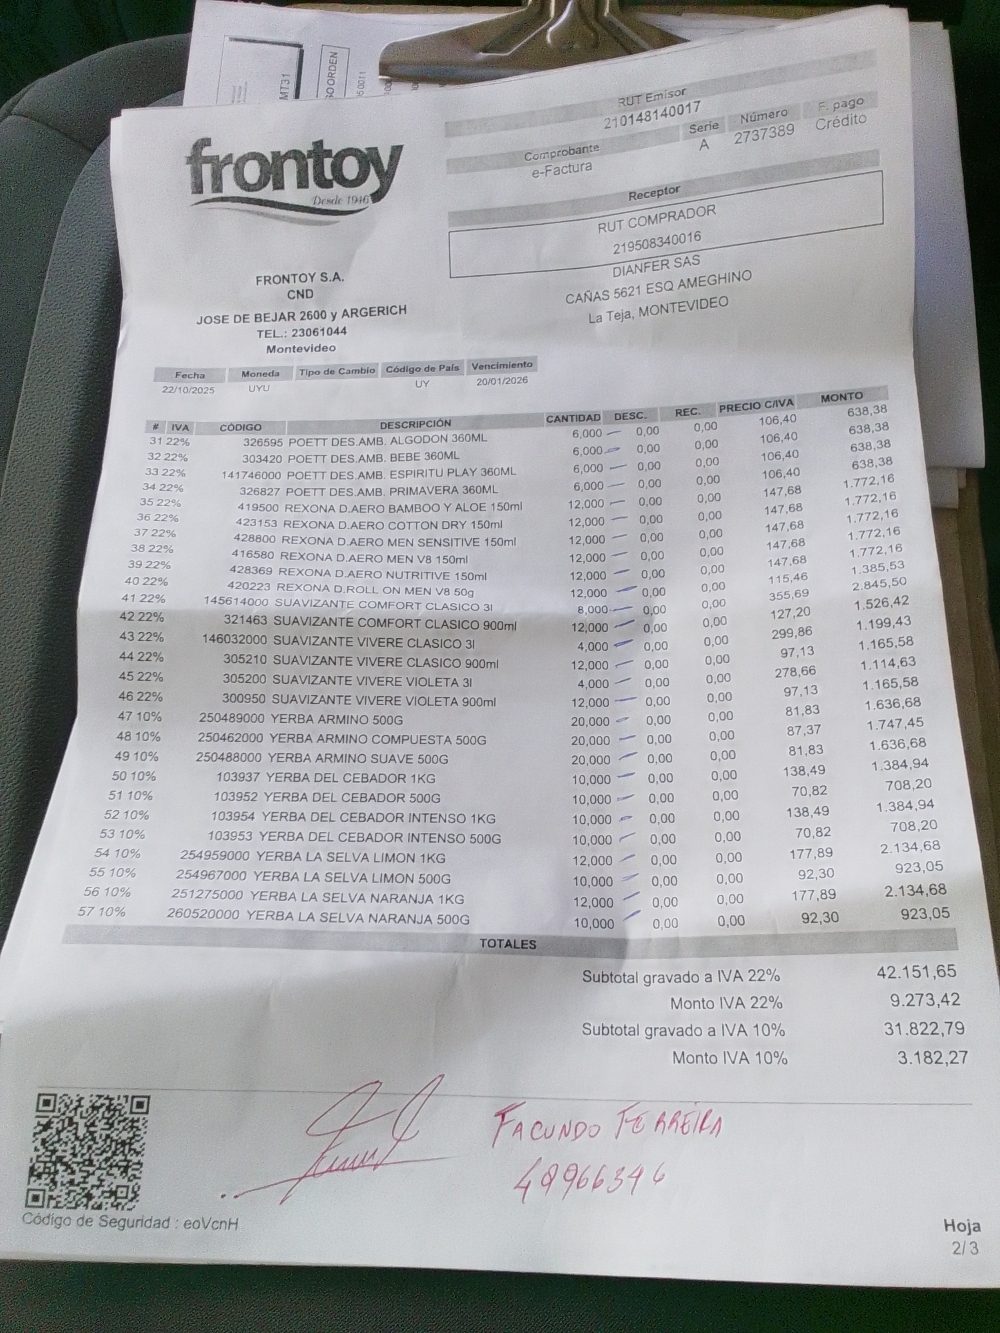 MT31
SO ORDEN
frontoy
Desde 1946
RUT Emisor
210148140017
Comprobante Serie Número F. pago
e-Factura A 2737389 Crédito
Receptor
RUT COMPRADOR
219508340016
DIANFER SAS
CAÑAS 5621 ESQ AMEGHINO
La Teja, MONTEVIDEO
FRONTOY S.A.
CND
JOSE DE BEJAR 2600 y ARGERICH
TEL.: 23061044
Montevideo
Fecha Moneda Tipo de Cambio Código de País Vencimiento
22/10/2025 UYU UY 20/01/2026
# IVA CÓDIGO DESCRIPCIÓN CANTIDAD DESC. REC. PRECIO C/IVA MONTO
31 22% 326595 POETT DES.AMB. ALGODON 360ML 6,000 0,00 0,00 106,40 638,38
32 22% 303420 POETT DES.AMB. BEBE 360ML 6,000 0,00 0,00 106,40 638,38
33 22% 141746000 POETT DES.AMB. ESPIRITU PLAY 360ML 6,000 0,00 0,00 106,40 638,38
34 22% 326827 POETT DES.AMB. PRIMAVERA 360ML 6,000 0,00 0,00 106,40 638,38
35 22% 419500 REXONA D.AERO BAMBOO Y ALOE 150ml 12,000 0,00 0,00 147,68 1.772,16
36 22% 423153 REXONA D.AERO COTTON DRY 150ml 12,000 0,00 0,00 147,68 1.772,16
37 22% 428800 REXONA D.AERO MEN SENSITIVE 150ml 12,000 0,00 0,00 147,68 1.772,16
38 22% 416580 REXONA D.AERO MEN V8 150ml 12,000 0,00 0,00 147,68 1.772,16
39 22% 428369 REXONA D.AERO NUTRITIVE 150ml 12,000 0,00 0,00 147,68 1.772,16
40 22% 420223 REXONA D.ROLL ON MEN V8 50g 12,000 0,00 0,00 115,46 1.385,53
41 22% 145614000 SUAVIZANTE COMFORT CLASICO 3l 8,000 0,00 0,00 355,69 2.845,50
42 22% 321463 SUAVIZANTE COMFORT CLASICO 900ml 12,000 0,00 0,00 127,20 1.526,42
43 22% 146032000 SUAVIZANTE VIVERE CLASICO 3l 4,000 0,00 0,00 299,86 1.199,43
44 22% 305210 SUAVIZANTE VIVERE CLASICO 900ml 12,000 0,00 0,00 97,13 1.165,58
45 22% 305200 SUAVIZANTE VIVERE VIOLETA 3l 4,000 0,00 0,00 278,66 1.114,63
46 22% 300950 SUAVIZANTE VIVERE VIOLETA 900ml 12,000 0,00 0,00 97,13 1.165,58
47 10% 250489000 YERBA ARMINO 500G 20,000 0,00 0,00 81,83 1.636,68
48 10% 250462000 YERBA ARMINO COMPUESTA 500G 20,000 0,00 0,00 87,37 1.747,45
49 10% 250488000 YERBA ARMINO SUAVE 500G 20,000 0,00 0,00 81,83 1.636,68
50 10% 103937 YERBA DEL CEBADOR 1KG 10,000 0,00 0,00 138,49 1.384,94
51 10% 103952 YERBA DEL CEBADOR 500G 10,000 0,00 0,00 70,82 708,20
52 10% 103954 YERBA DEL CEBADOR INTENSO 1KG 10,000 0,00 0,00 138,49 1.384,94
53 10% 103953 YERBA DEL CEBADOR INTENSO 500G 10,000 0,00 0,00 70,82 708,20
54 10% 254959000 YERBA LA SELVA LIMON 1KG 12,000 0,00 0,00 177,89 2.134,68
55 10% 254967000 YERBA LA SELVA LIMON 500G 10,000 0,00 0,00 92,30 923,05
56 10% 251275000 YERBA LA SELVA NARANJA 1KG 12,000 0,00 0,00 177,89 2.134,68
57 10% 260520000 YERBA LA SELVA NARANJA 500G 10,000 0,00 0,00 92,30 923,05
TOTALES
Subtotal gravado a IVA 22% 42.151,65
Monto IVA 22% 9.273,42
Subtotal gravado a IVA 10% 31.822,79
Monto IVA 10% 3.182,27
FACUNDO FERREIRA
49966346
Código de Seguridad : eoVcnH
Hoja
2/3